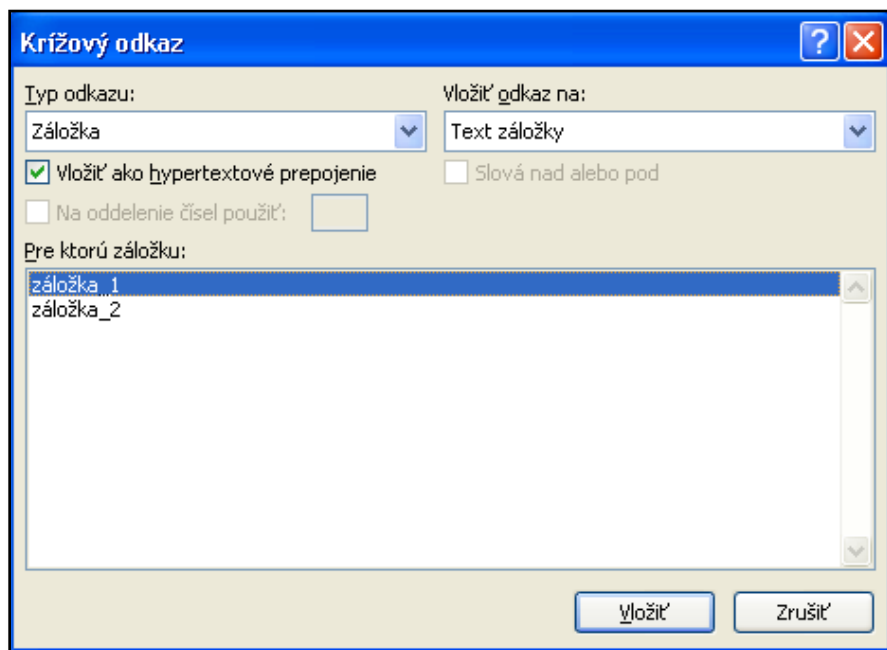 Krížový odkaz
Typ odkazu:
Vložiť odkaz na:
Záložka
Text záložky
Vložiť ako hypertextové prepojenie
Slová nad alebo pod
Na oddelenie čísel použiť:
Pre ktorú záložku:
záložka_1
záložka_2
Vložiť
Zrušiť